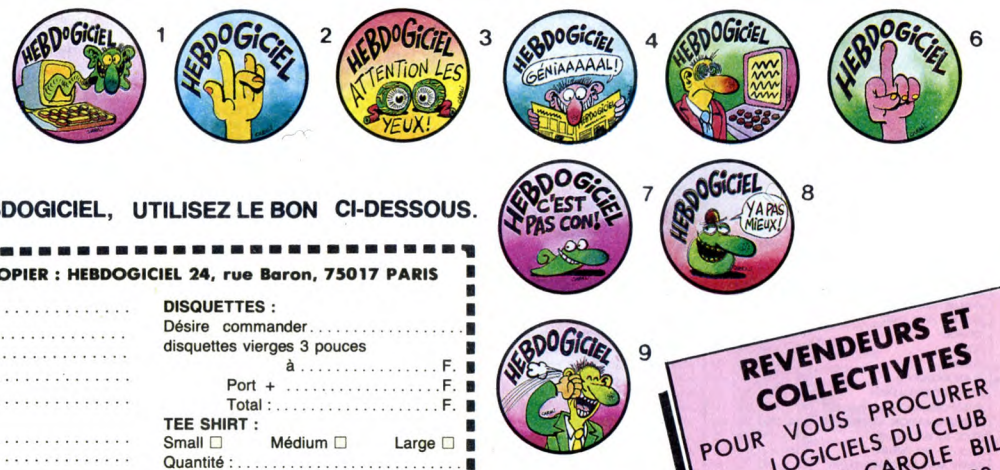 HEBDOGICIEL
1
HEBDOGICIEL
2
HEBDOGICIEL
ATTENTION LES
YEUX!
3
HEBDOGICIEL
GÉNIAAAAAL!
HEBDOGICIEL
4
HEBDOGICIEL
HEBDOGICIEL
6
HEBDOGICIEL
C'EST
PAS CON!
7
HEBDOGICIEL
Y A PAS
MIEUX!
8
HEBDOGICIEL
9
DOGICIEL, UTILISEZ LE BON CI-DESSOUS.
OPIER : HEBDOGICIEL 24, rue Baron, 75017 PARIS
DISQUETTES :
Désire commander
disquettes vierges 3 pouces
à F.
Port + F.
Total : F.
TEE SHIRT :
Small □ Médium □ Large □
Quantité :
REVENDEURS ET
COLLECTIVITES
POUR VOUS PROCURER
LOGICIELS DU CLUB
AROLE BIL